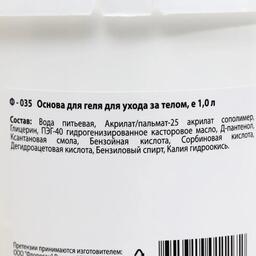 Ф - 035 Основа для геля для ухода за телом, е 1,0 л
Состав: Вода питьевая, Акрилат/пальмат-25 акрилат сополимер,
Глицерин, ПЭГ-40 гидрогенизированное касторовое масло, Д-пантенол,
Ксантановая смола, Бензойная кислота, Сорбиновая кислота,
Дегидроацетовая кислота, Бензиловый спирт, Калия гидроокись.
Претензии принимаются изготовителем:
ООО